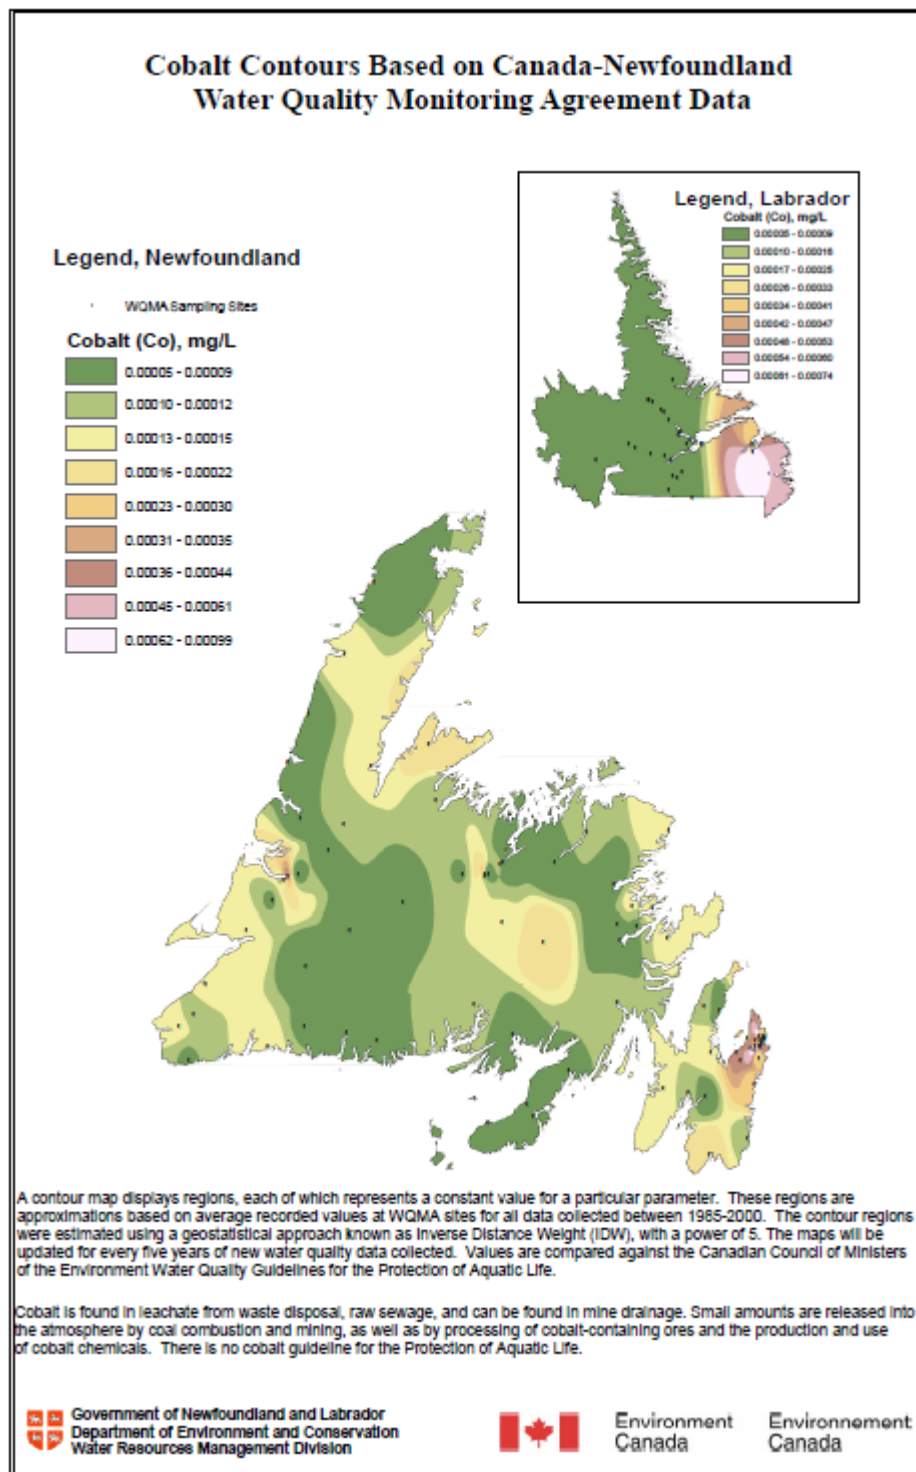 Cobalt Contours Based on Canada-Newfoundland
Water Quality Monitoring Agreement Data
Legend, Labrador
Cobalt (Co), mg/L
0.00005 - 0.00009
0.00010 - 0.00016
0.00017 - 0.00025
0.00026 - 0.00033
0.00034 - 0.00041
0.00042 - 0.00047
0.00048 - 0.00053
0.00054 - 0.00060
0.00061 - 0.00074
Legend, Newfoundland
WQMA Sampling Sites
Cobalt (Co), mg/L
0.00005 - 0.00009
0.00010 - 0.00012
0.00013 - 0.00015
0.00016 - 0.00022
0.00023 - 0.00030
0.00031 - 0.00035
0.00036 - 0.00044
0.00045 - 0.00061
0.00062 - 0.00099
A contour map displays regions, each of which represents a constant value for a particular parameter. These regions are
approximations based on average recorded values at WQMA sites for all data collected between 1985-2000. The contour regions
were estimated using a geostatistical approach known as Inverse Distance Weight (IDW), with a power of 5. The maps will be
updated for every five years of new water quality data collected. Values are compared against the Canadian Council of Ministers
of the Environment Water Quality Guidelines for the Protection of Aquatic Life.
Cobalt is found in leachate from waste disposal, raw sewage, and can be found in mine drainage. Small amounts are released into
the atmosphere by coal combustion and mining, as well as by processing of cobalt-containing ores and the production and use
of cobalt chemicals. There is no cobalt guideline for the Protection of Aquatic Life.
Government of Newfoundland and Labrador
Department of Environment and Conservation
Water Resources Management Division
Environment
Canada
Environnement
Canada